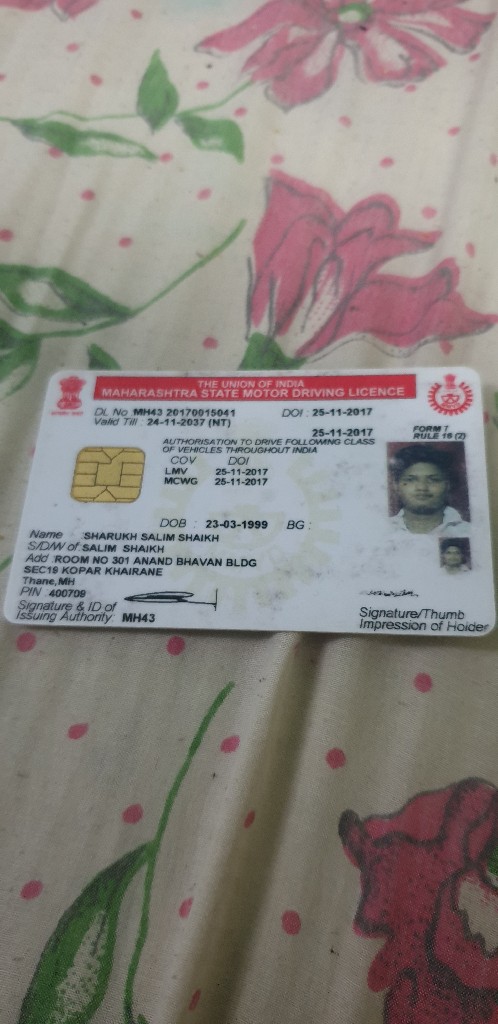 THE UNION OF INDIA
MAHARASHTRA STATE MOTOR DRIVING LICENCE
DL No MH43 20170015041 DOI : 25-11-2017
Valid Till : 24-11-2037 (NT)
25-11-2017
FORM 7
RULE 16 (2)
AUTHORISATION TO DRIVE FOLLOWING CLASS
OF VEHICLES THROUGHOUT INDIA
COV DOI
LMV 25-11-2017
MCWG 25-11-2017
DOB : 23-03-1999 BG :
Name : SHARUKH SALIM SHAIKH
S/D/W of SALIM SHAIKH
Add ROOM NO 301 ANAND BHAVAN BLDG
SEC19 KOPAR KHAIRANE
Thane,MH
PIN 400709
Signature & ID of
Issuing Authority: MH43
Signature/Thumb
Impression of Holder